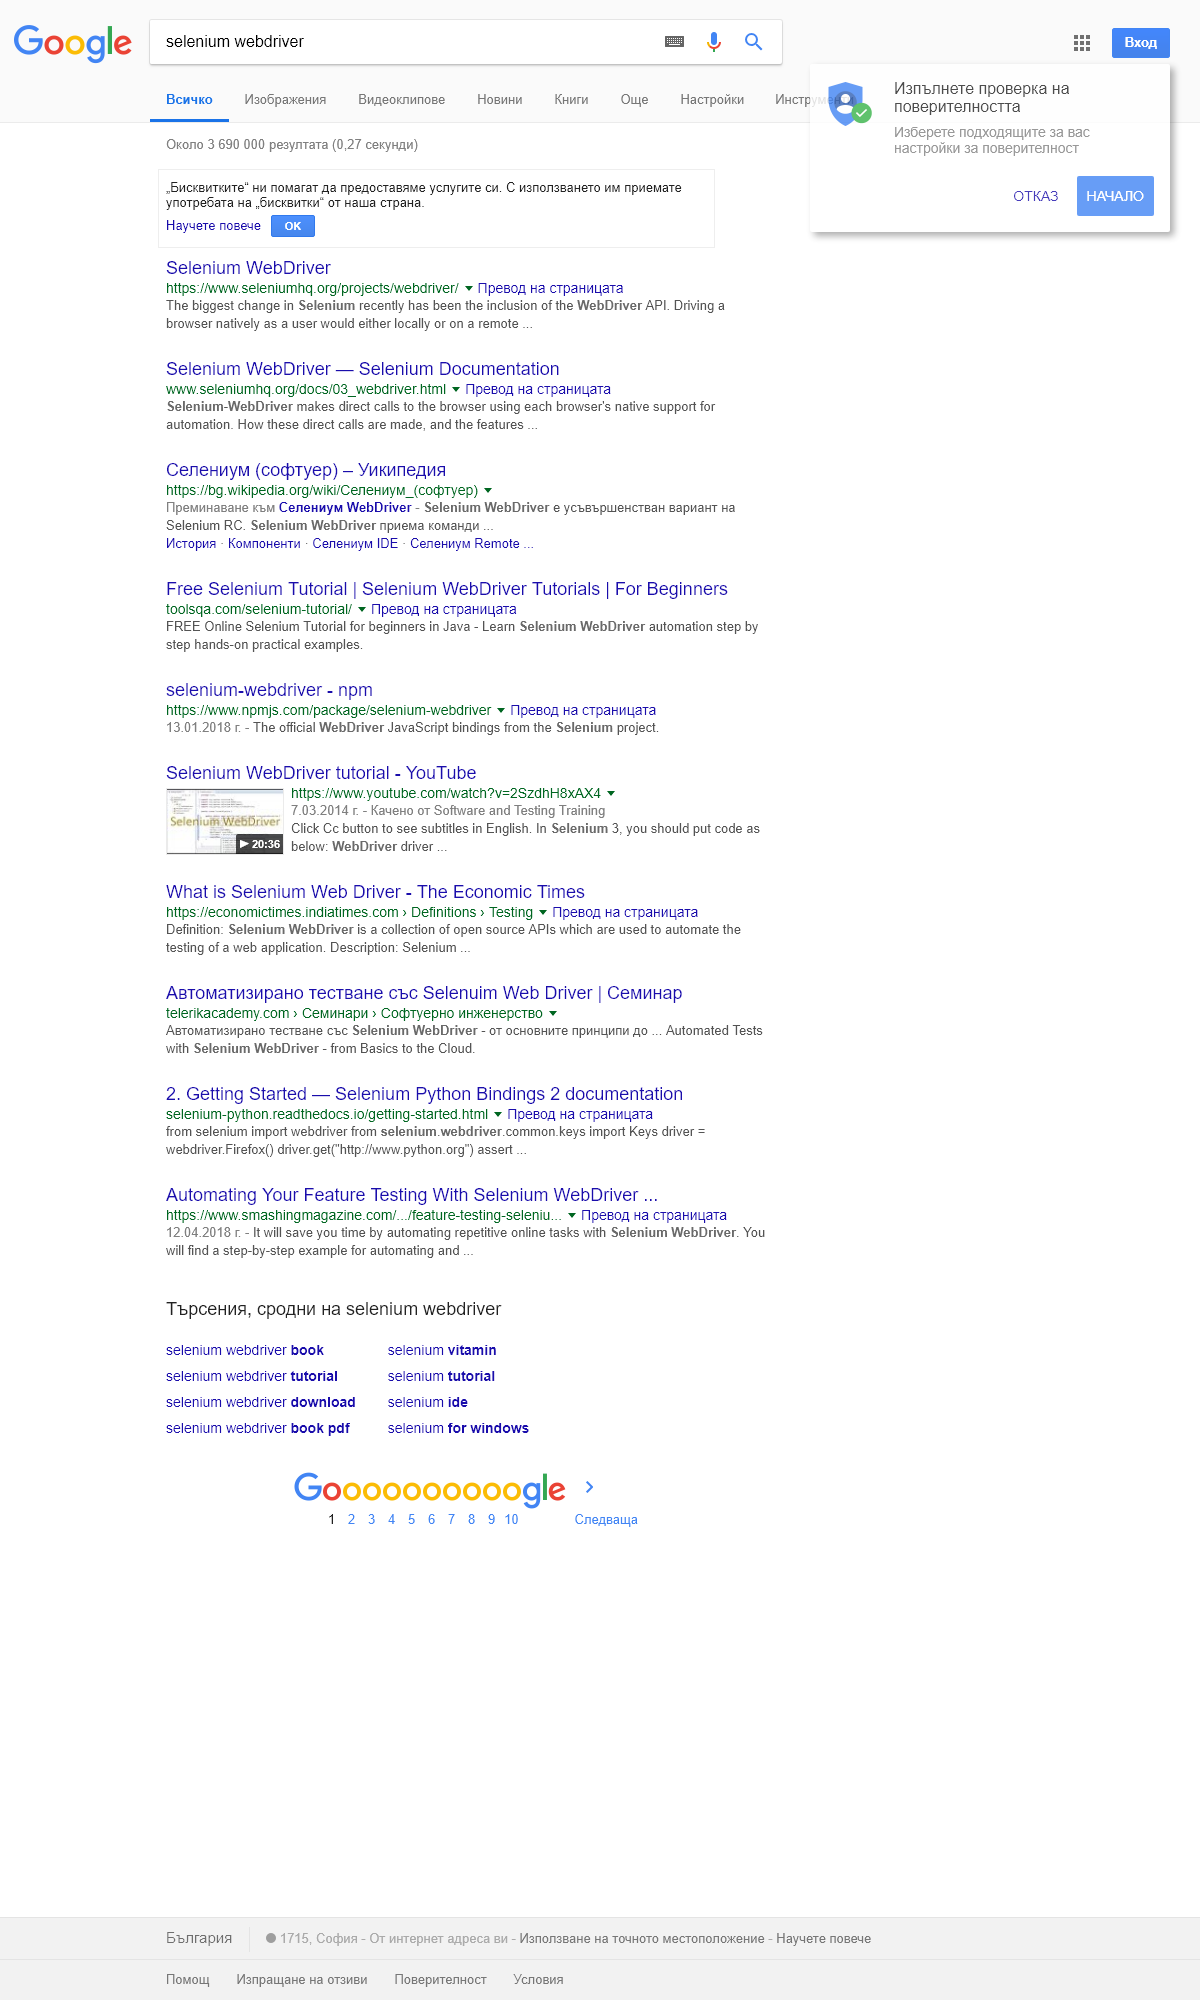 Google
selenium webdriver
Вход
Всичко Изображения Видеоклипове Новини Книги Още Настройки
Изпълнете проверка на
поверителността
Изберете подходящите за вас
настройки за поверителност
ОТКАЗ НАЧАЛО
Около 3 690 000 резултата (0,27 секунди)
„Бисквитките“ ни помагат да предоставяме услугите си. С използването им приемате
употребата на „бисквитки“ от наша страна.
Научете повече OK
Selenium WebDriver
https://www.seleniumhq.org/projects/webdriver/ Превод на страницата
The biggest change in Selenium recently has been the inclusion of the WebDriver API. Driving a
browser natively as a user would either locally or on a remote ...
Selenium WebDriver — Selenium Documentation
www.seleniumhq.org/docs/03_webdriver.html Превод на страницата
Selenium-WebDriver makes direct calls to the browser using each browser's native support for
automation. How these direct calls are made, and the features ...
Селениум (софтуер) – Уикипедия
https://bg.wikipedia.org/wiki/Селениум_(софтуер)
Преминаване към Селениум WebDriver - Selenium WebDriver е усъвършенстван вариант на
Selenium RC. Selenium WebDriver приема команди ...
История · Компоненти · Селениум IDE · Селениум Remote ...
Free Selenium Tutorial | Selenium WebDriver Tutorials | For Beginners
toolsqa.com/selenium-tutorial/ Превод на страницата
FREE Online Selenium Tutorial for beginners in Java - Learn Selenium WebDriver automation step by
step hands-on practical examples.
selenium-webdriver - npm
https://www.npmjs.com/package/selenium-webdriver Превод на страницата
13.01.2018 г. - The official WebDriver JavaScript bindings from the Selenium project.
Selenium WebDriver tutorial - YouTube
Selenium WebDriver
20:36
https://www.youtube.com/watch?v=2SzdhH8xAX4
7.03.2014 г. - Качено от Software and Testing Training
Click Cc button to see subtitles in English. In Selenium 3, you should put code as
below: WebDriver driver ...
What is Selenium Web Driver - The Economic Times
https://economictimes.indiatimes.com › Definitions › Testing Превод на страницата
Definition: Selenium WebDriver is a collection of open source APIs which are used to automate the
testing of a web application. Description: Selenium ...
Автоматизирано тестване със Selenuim Web Driver | Семинар
telerikacademy.com › Семинари › Софтуерно инженерство
Автоматизирано тестване със Selenium WebDriver - от основните принципи до ... Automated Tests
with Selenium WebDriver - from Basics to the Cloud.
2. Getting Started — Selenium Python Bindings 2 documentation
selenium-python.readthedocs.io/getting-started.html Превод на страницата
from selenium import webdriver from selenium.webdriver.common.keys import Keys driver =
webdriver.Firefox() driver.get("http://www.python.org") assert ...
Automating Your Feature Testing With Selenium WebDriver ...
https://www.smashingmagazine.com/.../feature-testing-seleniu... Превод на страницата
12.04.2018 г. - It will save you time by automating repetitive online tasks with Selenium WebDriver. You
will find a step-by-step example for automating and ...
Търсения, сродни на selenium webdriver
selenium webdriver book selenium vitamin
selenium webdriver tutorial selenium tutorial
selenium webdriver download selenium ide
selenium webdriver book pdf selenium for windows
Goooooooooogle
1 2 3 4 5 6 7 8 9 10 Следваща
България 1715, София - От интернет адреса ви - Използване на точното местоположение - Научете повече
Помощ Изпращане на отзиви Поверителност Условия